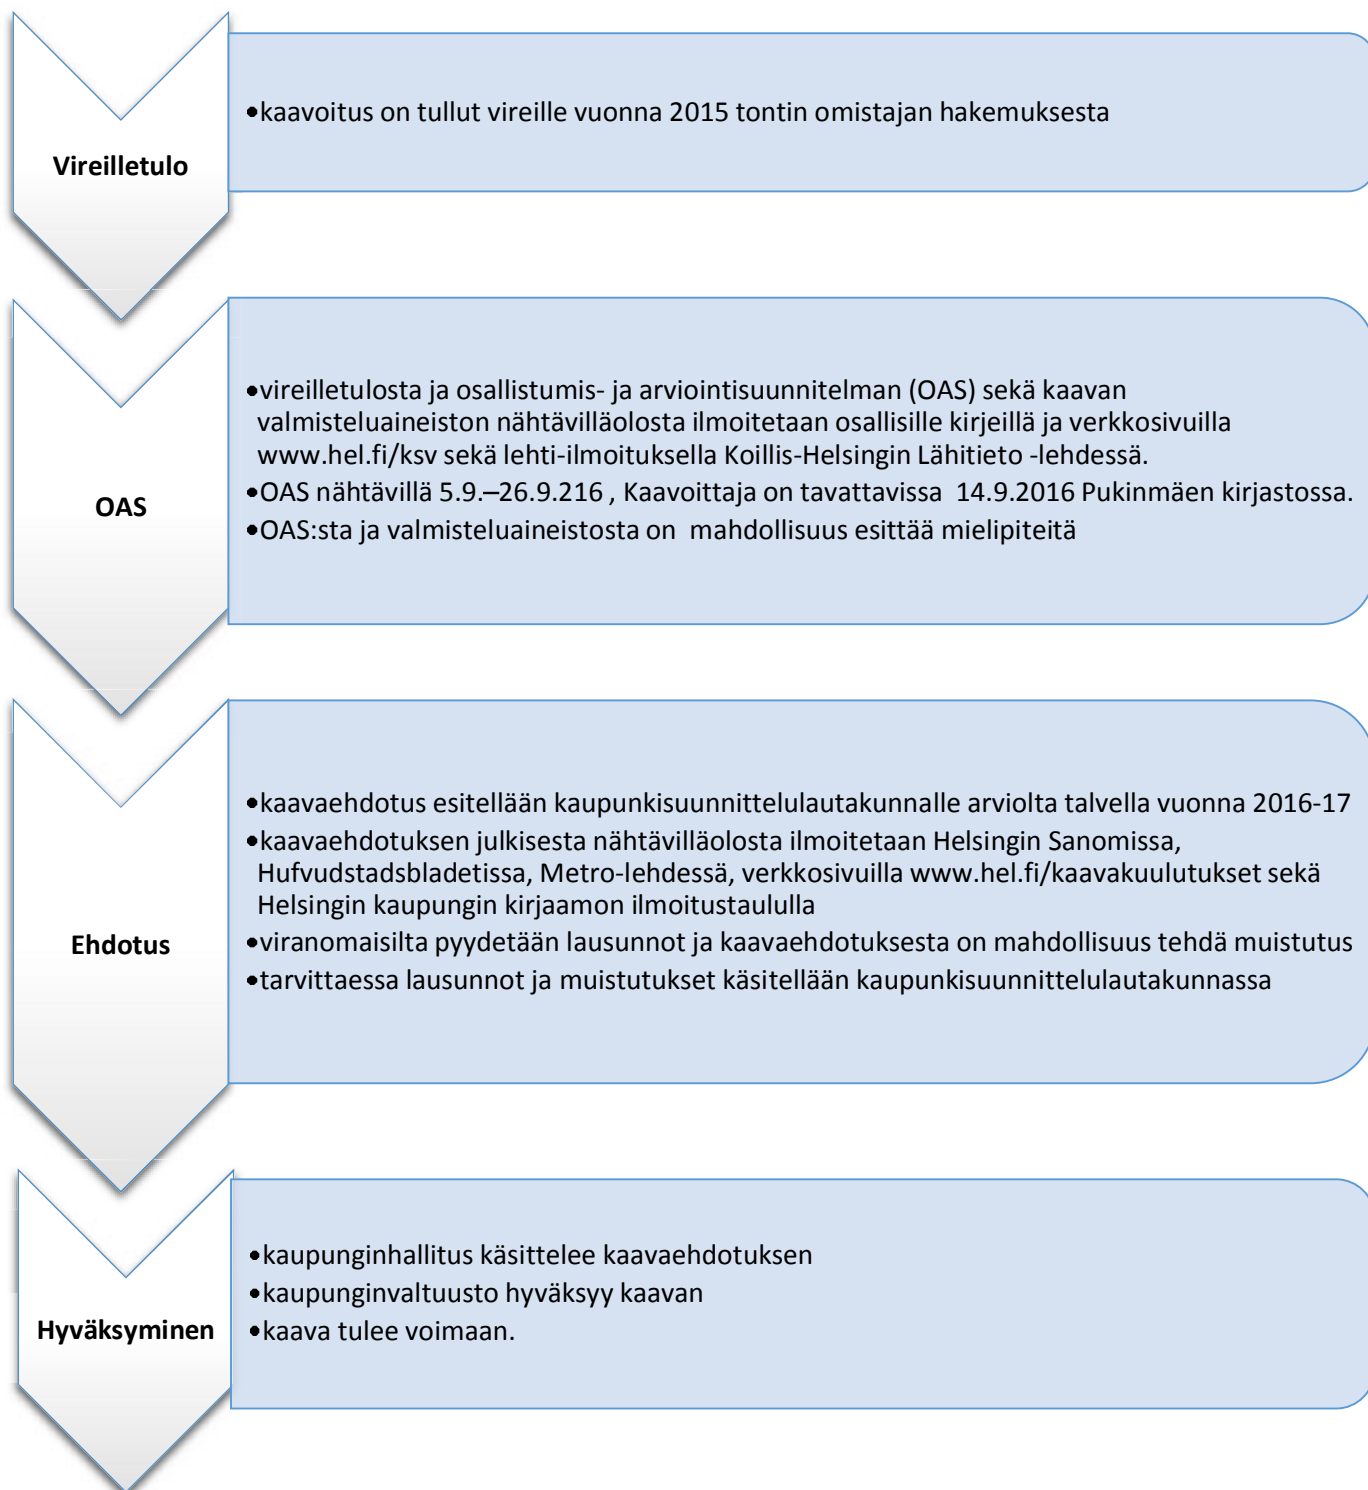 Vireilletulo
•kaavoitus on tullut vireille vuonna 2015 tontin omistajan hakemuksesta
OAS
•vireilletulosta ja osallistumis- ja arviointisuunnitelman (OAS) sekä kaavan
valmisteluaineiston nähtävilläolosta ilmoitetaan osallisille kirjeillä ja verkkosivuilla
www.hel.fi/ksv sekä lehti-ilmoituksella Koillis-Helsingin Lähitieto -lehdessä.
•OAS nähtävillä 5.9.–26.9.216 , Kaavoittaja on tavattavissa 14.9.2016 Pukinmäen kirjastossa.
•OAS:sta ja valmisteluaineistosta on mahdollisuus esittää mielipiteitä
Ehdotus
•kaavaehdotus esitellään kaupunkisuunnittelulautakunnalle arviolta talvella vuonna 2016-17
•kaavaehdotuksen julkisesta nähtävilläolosta ilmoitetaan Helsingin Sanomissa,
Hufvudstadsbladetissa, Metro-lehdessä, verkkosivuilla www.hel.fi/kaavakuulutukset sekä
Helsingin kaupungin kirjaamon ilmoitustaululla
•viranomaisilta pyydetään lausunnot ja kaavaehdotuksesta on mahdollisuus tehdä muistutus
•tarvittaessa lausunnot ja muistutukset käsitellään kaupunkisuunnittelulautakunnassa
Hyväksyminen
•kaupunginhallitus käsittelee kaavaehdotuksen
•kaupunginvaltuusto hyväksyy kaavan
•kaava tulee voimaan.